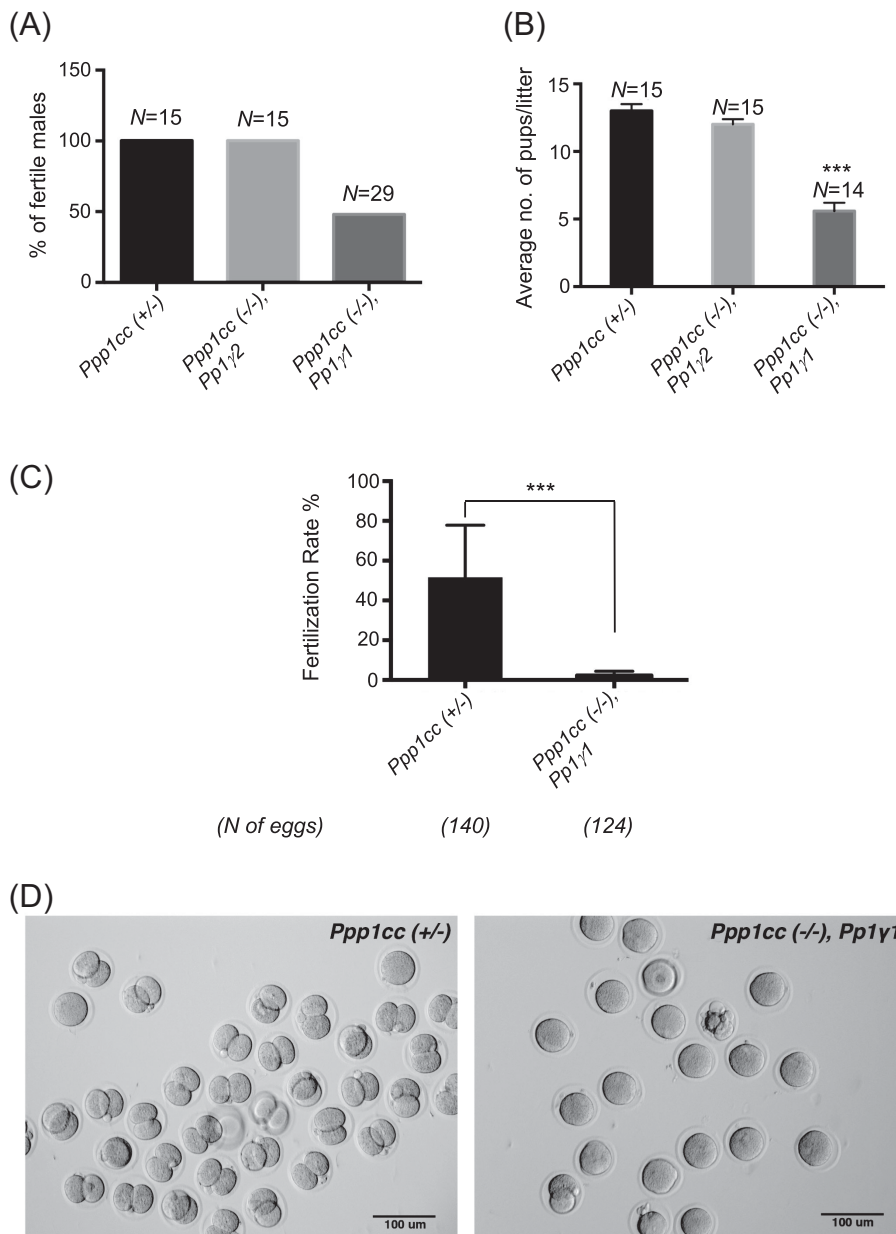 (A)
% of fertile males
150
100
50
0
N=15
N=15
N=29
Ppp1cc (+/-)
Ppp1cc (-/-),
Pp1γ2
Ppp1cc (-/-),
Pp1γ1
(B)
Average no. of pups/litter
15
10
5
0
N=15
N=15
***
N=14
Ppp1cc (+/-)
Ppp1cc (-/-),
Pp1γ2
Ppp1cc (-/-),
Pp1γ1
(C)
Fertilization Rate %
100
80
60
40
20
0
***
Ppp1cc (+/-)
Ppp1cc (-/-),
Pp1γ1
(N of eggs) (140) (124)
(D)
Ppp1cc (+/-)
100 um
Ppp1cc (-/-), Pp1γ1
100 um